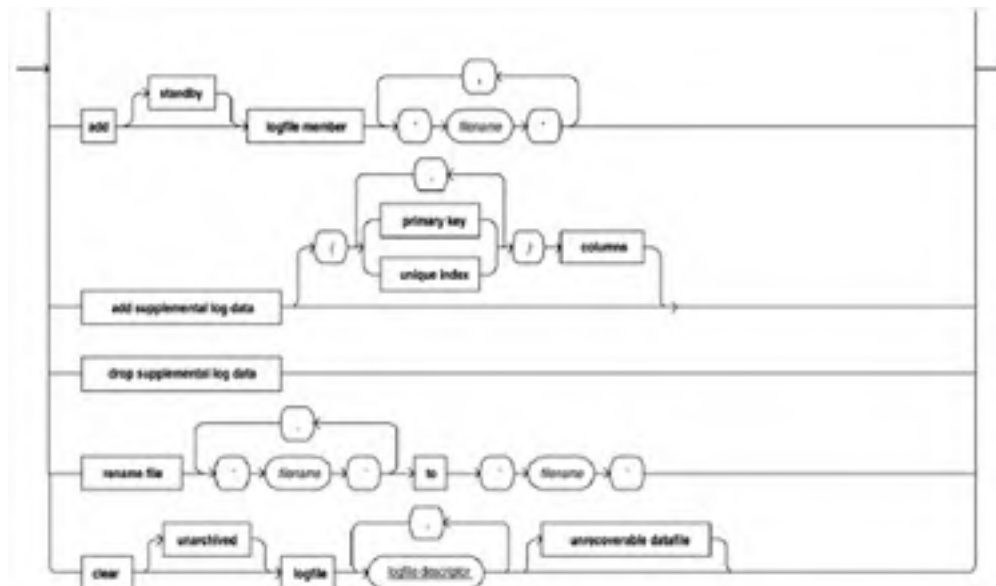 ,
standby
add logfile member ' filename '
,
primary key
( ) columns
unique index
add supplemental log data
drop supplemental log data
,
rename file ' filename ' to ' filename '
,
unarchived unrecoverable datafile
clear logfile logfile descriptor